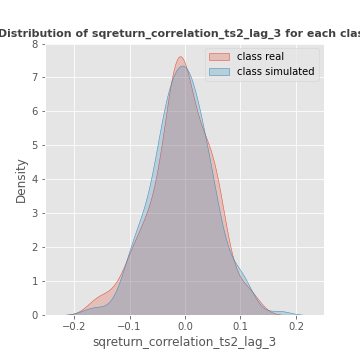 Distribution of sqreturn_correlation_ts2_lag_3 for each clas
class real
class simulated
Density
8
7
6
5
4
3
2
1
0
−0.2 −0.1 0.0 0.1 0.2
sqreturn_correlation_ts2_lag_3